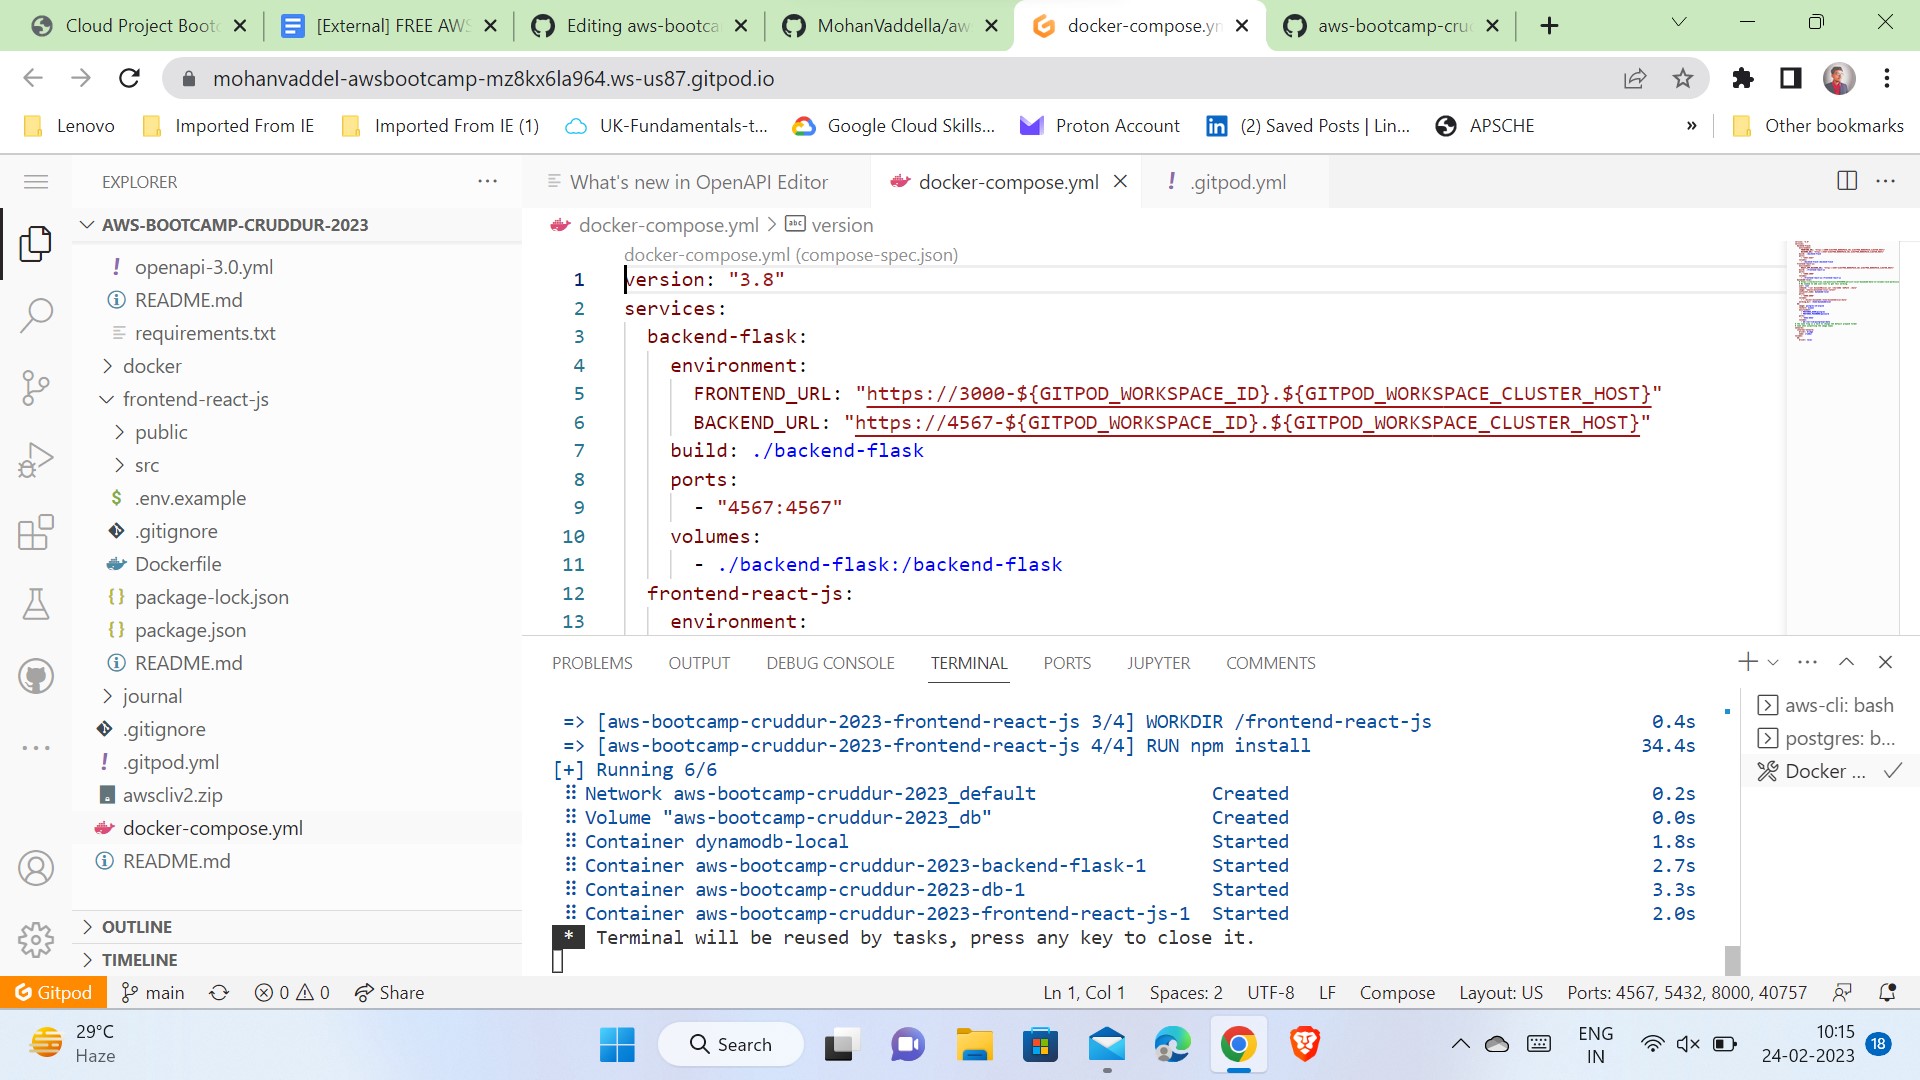 Cloud Project Boot
[External] FREE AWS
Editing aws-bootca
MohanVaddella/aw
docker-compose.yn
aws-bootcamp-cru
mohanvaddel-awsbootcamp-mz8kx6la964.ws-us87.gitpod.io
Lenovo
Imported From IE
Imported From IE (1)
UK-Fundamentals-t...
Google Cloud Skills...
Proton Account
(2) Saved Posts | Lin...
APSCHE
»
Other bookmarks
EXPLORER
What's new in OpenAPI Editor
docker-compose.yml
.gitpod.yml
AWS-BOOTCAMP-CRUDDUR-2023
openapi-3.0.yml
README.md
requirements.txt
docker
frontend-react-js
public
src
.env.example
.gitignore
Dockerfile
package-lock.json
package.json
README.md
journal
.gitignore
.gitpod.yml
awscliv2.zip
docker-compose.yml
README.md
OUTLINE
TIMELINE
docker-compose.yml > version
docker-compose.yml (compose-spec.json)
1 version: "3.8"
2 services:
3 backend-flask:
4 environment:
5 FRONTEND_URL: "https://3000-${GITPOD_WORKSPACE_ID}.${GITPOD_WORKSPACE_CLUSTER_HOST}"
6 BACKEND_URL: "https://4567-${GITPOD_WORKSPACE_ID}.${GITPOD_WORKSPACE_CLUSTER_HOST}"
7 build: ./backend-flask
8 ports:
9 - "4567:4567"
10 volumes:
11 - ./backend-flask:/backend-flask
12 frontend-react-js:
13 environment:
PROBLEMS
OUTPUT
DEBUG CONSOLE
TERMINAL
PORTS
JUPYTER
COMMENTS
=> [aws-bootcamp-cruddur-2023-frontend-react-js 3/4] WORKDIR /frontend-react-js 0.4s
=> [aws-bootcamp-cruddur-2023-frontend-react-js 4/4] RUN npm install 34.4s
[+] Running 6/6
⠿ Network aws-bootcamp-cruddur-2023_default Created 0.2s
⠿ Volume "aws-bootcamp-cruddur-2023_db" Created 0.0s
⠿ Container dynamodb-local Started 1.8s
⠿ Container aws-bootcamp-cruddur-2023-backend-flask-1 Started 2.7s
⠿ Container aws-bootcamp-cruddur-2023-db-1 Started 3.3s
⠿ Container aws-bootcamp-cruddur-2023-frontend-react-js-1 Started 2.0s
* Terminal will be reused by tasks, press any key to close it.
aws-cli: bash
postgres: b...
Docker ...
Gitpod
main
0
0
Share
Ln 1, Col 1
Spaces: 2
UTF-8
LF
Compose
Layout: US
Ports: 4567, 5432, 8000, 40757
29°C
Haze
Search
ENG
IN
10:15
24-02-2023
18